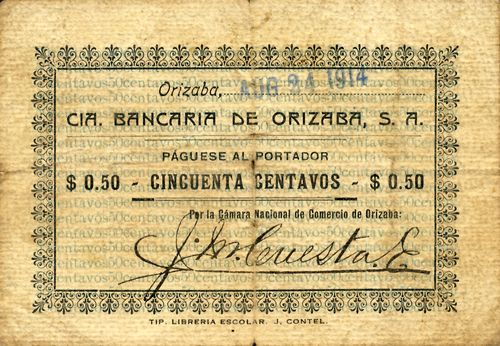 Orizaba, AUG 24 1914
CIA. BANCARIA DE ORIZABA, S. A.
PÁGUESE AL PORTADOR
$ 0.50 - CINCUENTA CENTAVOS - $ 0.50
Por la Cámara Nacional de Comercio de Orizaba:
J. M. Cuesta. E.
TIP. LIBRERIA ESCOLAR. J. CONTEL.